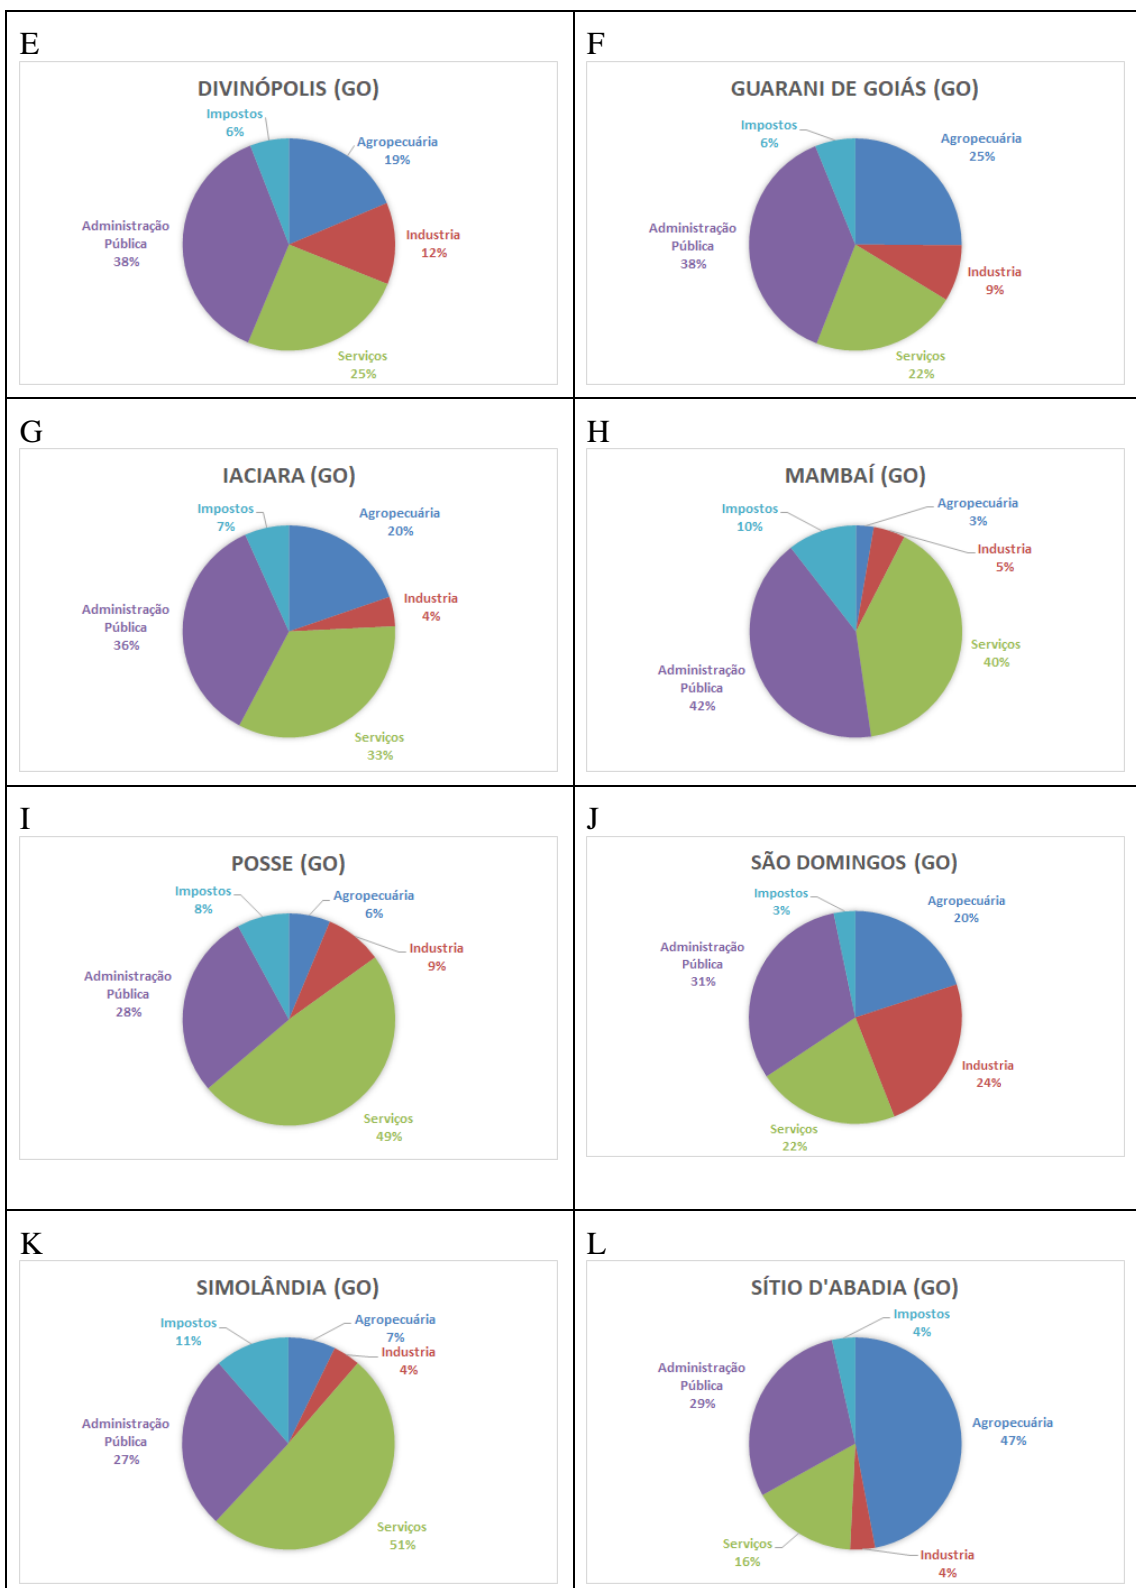 E
DIVINÓPOLIS (GO)
Impostos
6%
Agropecuária
19%
Industria
12%
Serviços
25%
Administração
Pública
38%
F
GUARANI DE GOIÁS (GO)
Impostos
6%
Agropecuária
25%
Industria
9%
Serviços
22%
Administração
Pública
38%
G
IACIARA (GO)
Impostos
7%
Agropecuária
20%
Industria
4%
Serviços
33%
Administração
Pública
36%
H
MAMBAÍ (GO)
Impostos
10%
Agropecuária
3%
Industria
5%
Serviços
40%
Administração
Pública
42%
I
POSSE (GO)
Impostos
8%
Agropecuária
6%
Industria
9%
Serviços
49%
Administração
Pública
28%
J
SÃO DOMINGOS (GO)
Impostos
3%
Agropecuária
20%
Industria
24%
Serviços
22%
Administração
Pública
31%
K
SIMOLÂNDIA (GO)
Impostos
11%
Agropecuária
7%
Industria
4%
Serviços
51%
Administração
Pública
27%
L
SÍTIO D'ABADIA (GO)
Impostos
4%
Agropecuária
47%
Industria
4%
Serviços
16%
Administração
Pública
29%